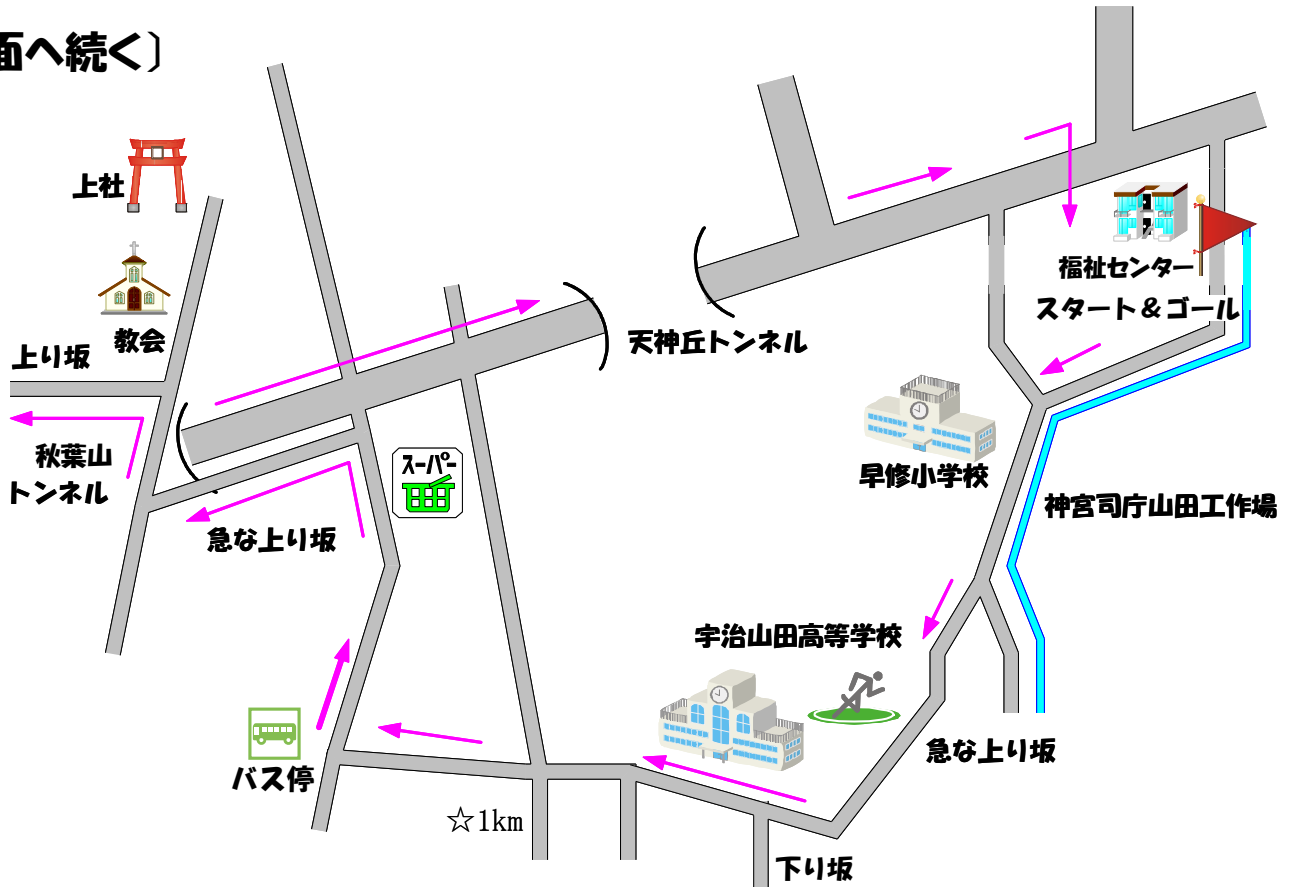 面へ続く〕
上社
教会
上り坂
秋葉山
トンネル
急な上り坂
スーパー
天神丘トンネル
福祉センター
スタート＆ゴール
早修小学校
神宮司庁山田工作場
宇治山田高等学校
急な上り坂
バス停
☆1km
下り坂